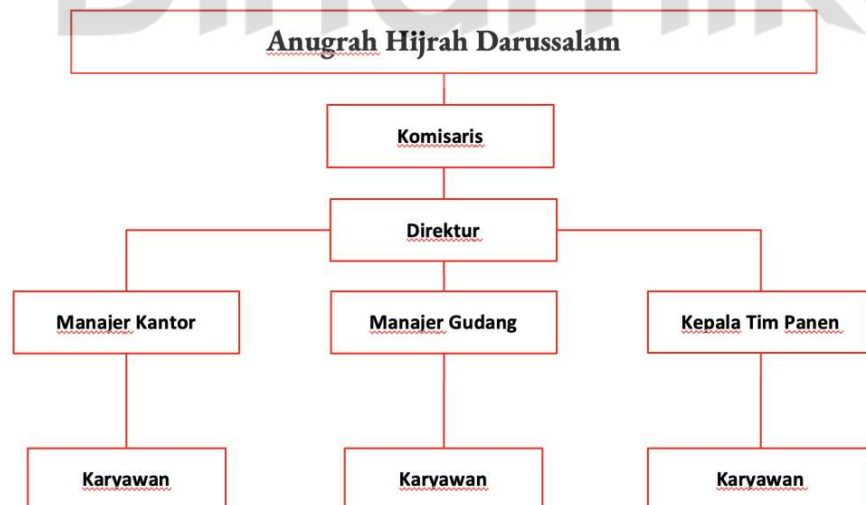 Anugrah Hijrah Darussalam
Komisaris
Direktur
Manajer Kantor
Manajer Gudang
Kepala Tim Panen
Karyawan
Karyawan
Karyawan